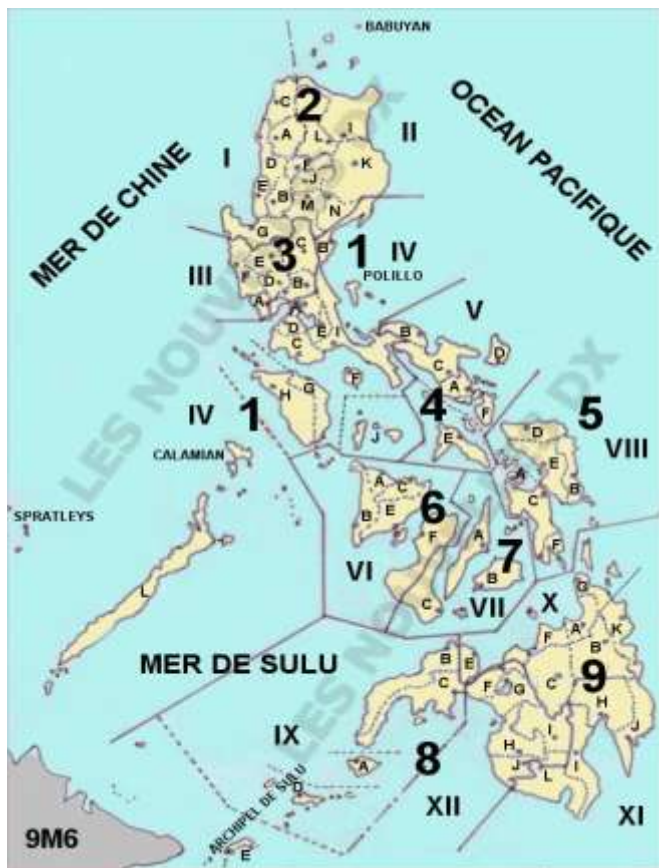 BABUYAN
OCEAN PACIFIQUE
MER DE CHINE
C
2
A
L
I
II
I
D
F
K
E
J
B
M
N
G
C
B
1
IV
E
3
POLILLO
III
F
D
B
A
A
D
C
E
I
V
B
D
F
H
G
C
A
F
4
5
VIII
IV
1
J
E
D
E
CALAMIAN
A
B
C
A
C
SPRATLEYS
B
E
6
F
A
7
F
VI
B
VII
X
C
G
L
MER DE SULU
F
A
K
B
B
E
C
C
F
G
9
H
J
IX
I
H
A
8
J
I
L
D
XII
XI
ARCHIPEL DE SULU
E
9M6
LES NOUVELLES DX
LES NOUVELLES DX